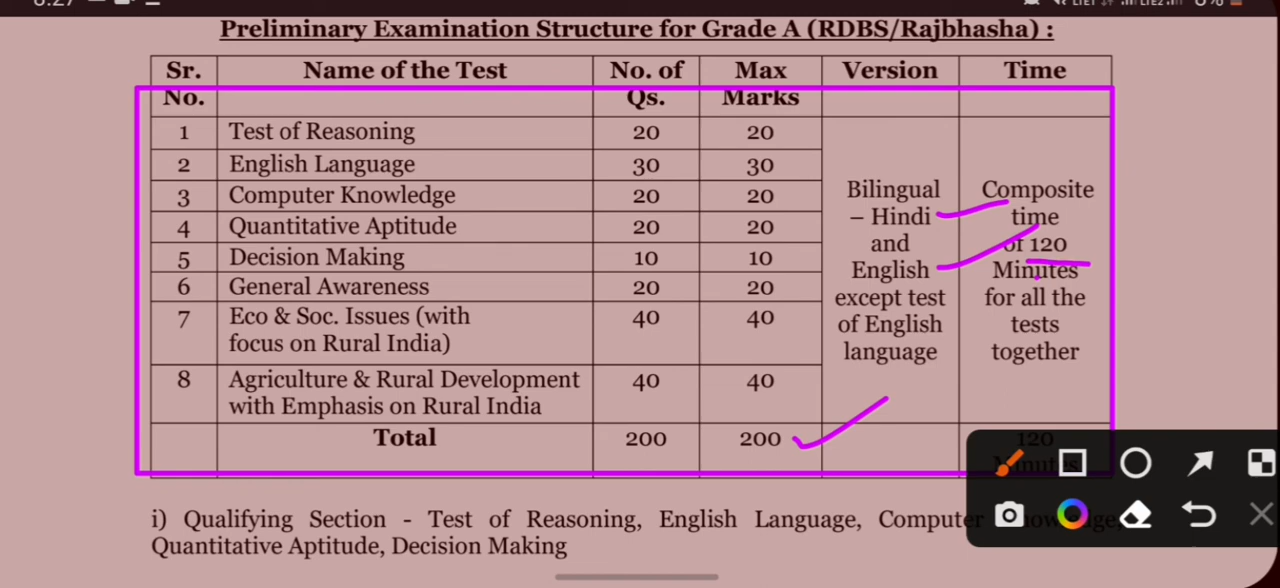 Preliminary Examination Structure for Grade A (RDBS/Rajbhasha) :
Sr. No. Name of the Test No. of Qs. Max Marks Version Time
1 Test of Reasoning 20 20
2 English Language 30 30
3 Computer Knowledge 20 20
4 Quantitative Aptitude 20 20
5 Decision Making 10 10
6 General Awareness 20 20
7 Eco & Soc. Issues (with
focus on Rural India) 40 40
8 Agriculture & Rural Development
with Emphasis on Rural India 40 40
Bilingual
– Hindi
and
English
except test
of English
language
Composite
time
of 120
Minutes
for all the
tests
together
Total 200 200 120
Minutes
i) Qualifying Section - Test of Reasoning, English Language, Computer
Quantitative Aptitude, Decision Making